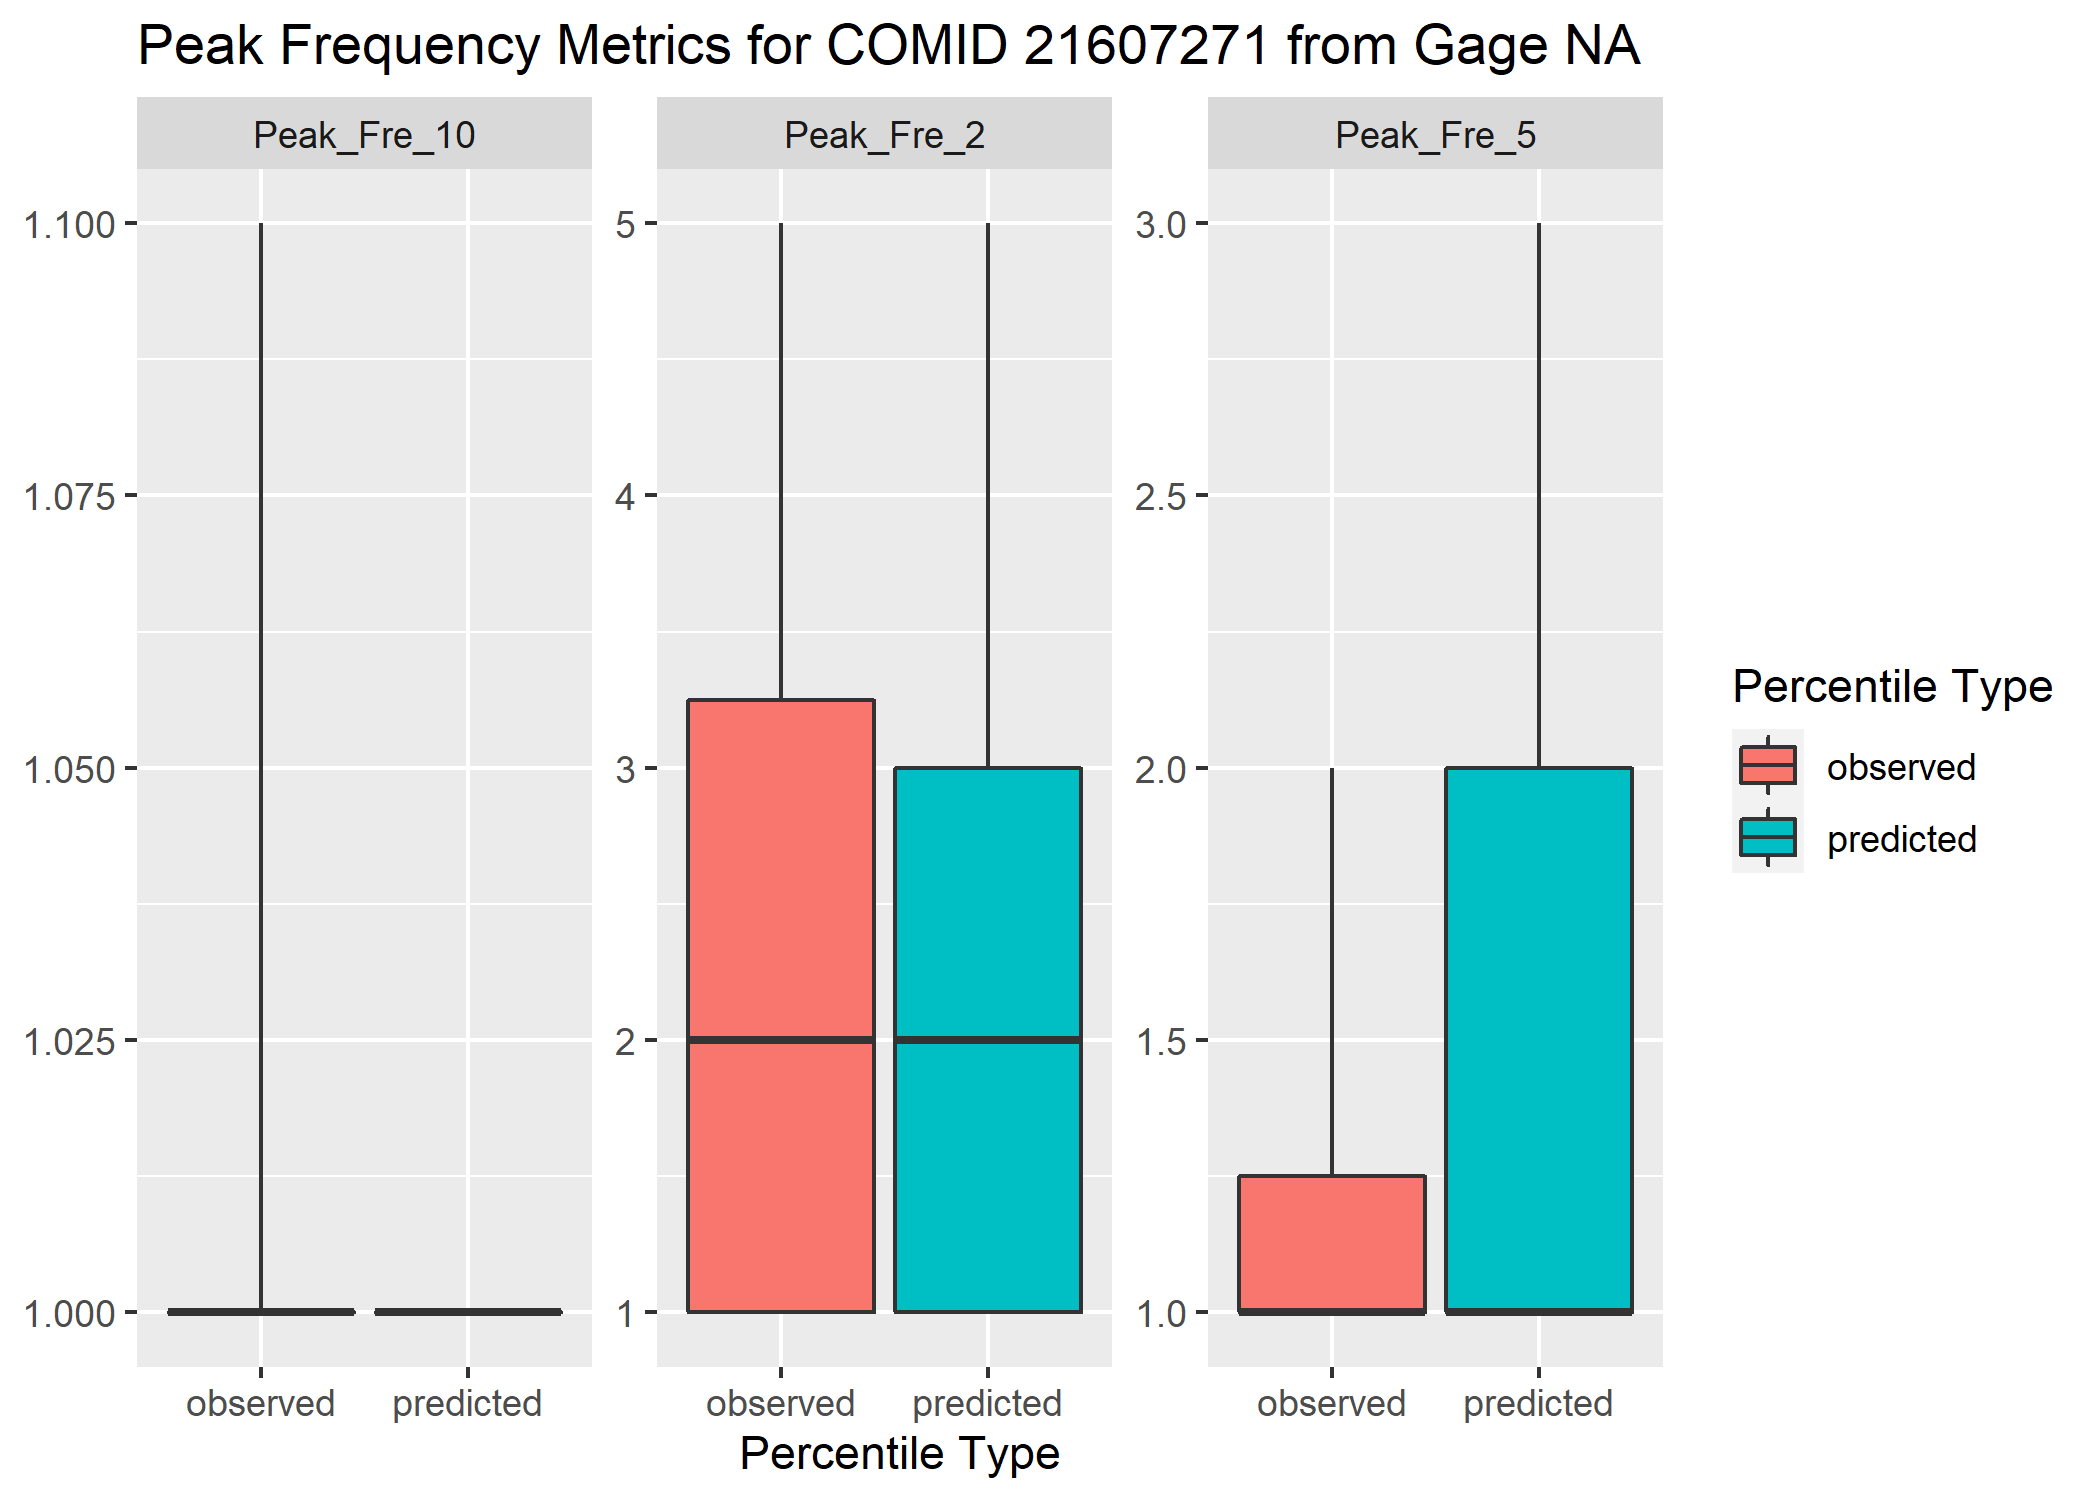 Peak Frequency Metrics for COMID 21607271 from Gage NA
Peak_Fre_10
Peak_Fre_2
Peak_Fre_5
1.100
1.075
1.050
1.025
1.000
5
4
3
2
1
3.0
2.5
2.0
1.5
1.0
observed
predicted
observed
predicted
observed
predicted
Percentile Type
Percentile Type
observed
predicted